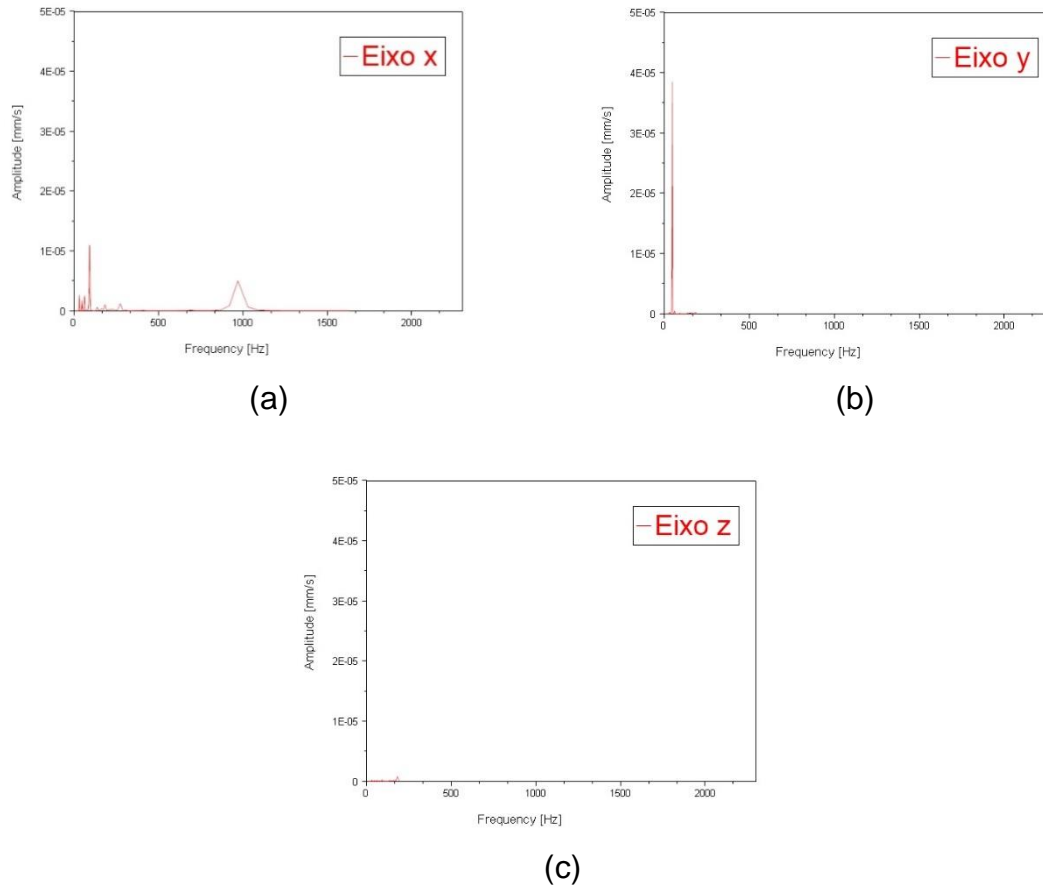 5E-05
4E-05
3E-05
2E-05
1E-05
0
Amplitude [mm/s]
Eixo x
0
500
1000
1500
2000
Frequency [Hz]
(a)
5E-05
4E-05
3E-05
2E-05
1E-05
0
Amplitude [mm/s]
Eixo y
0
500
1000
1500
2000
Frequency [Hz]
(b)
5E-05
4E-05
3E-05
2E-05
1E-05
0
Amplitude [mm/s]
Eixo z
0
500
1000
1500
2000
Frequency [Hz]
(c)